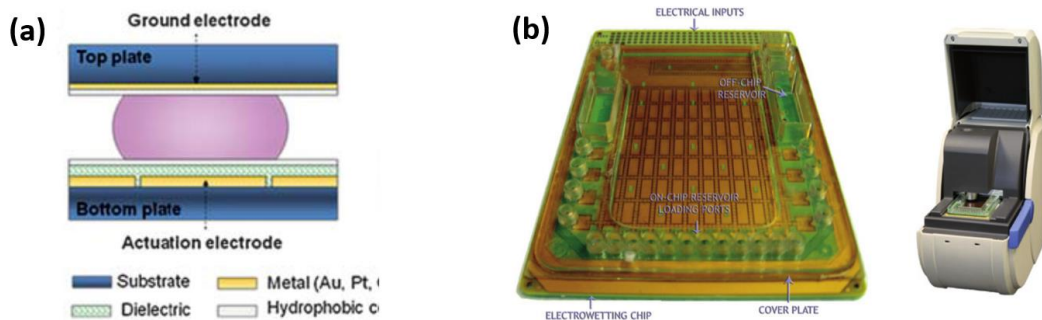 (a)
Ground electrode
Top plate
Bottom plate
Actuation electrode
Substrate
Metal (Au, Pt,
Dielectric
Hydrophobic
(b)
ELECTRICAL INPUTS
OFF-CHIP
RESERVOIR
ON-CHIP RESERVOIR
LOADING PORTS
COVER PLATE
ELECTROWETTING CHIP